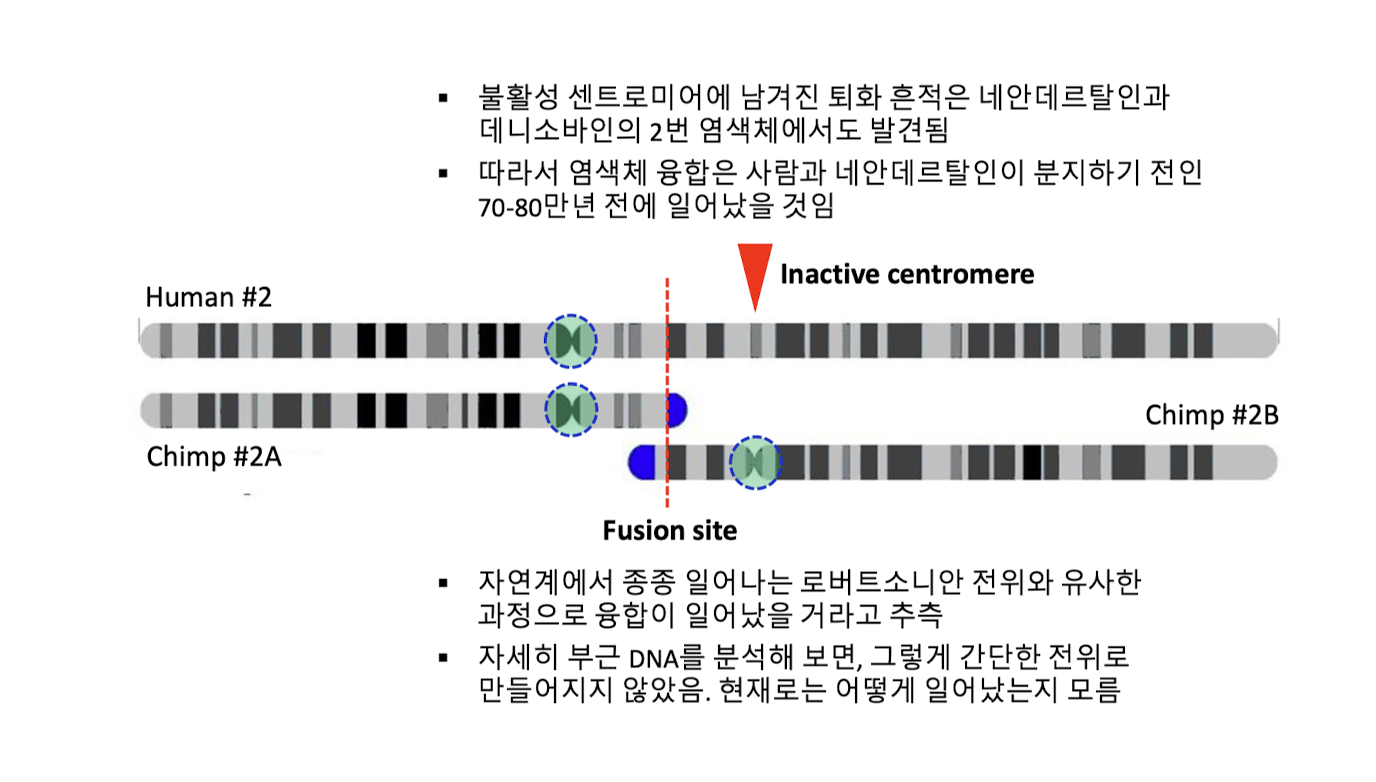 ▪ 불활성 센트로미어에 남겨진 퇴화 흔적은 네안데르탈인과
데니소바인의 2번 염색체에서도 발견됨
▪ 따라서 염색체 융합은 사람과 네안데르탈인이 분지하기 전인
70-80만년 전에 일어났을 것임
Inactive centromere
Human #2
Chimp #2B
Chimp #2A
Fusion site
▪ 자연계에서 종종 일어나는 로버트소니안 전위와 유사한
과정으로 융합이 일어났을 거라고 추측
▪ 자세히 부근 DNA를 분석해 보면, 그렇게 간단한 전위로
만들어지지 않았음. 현재로는 어떻게 일어났는지 모름